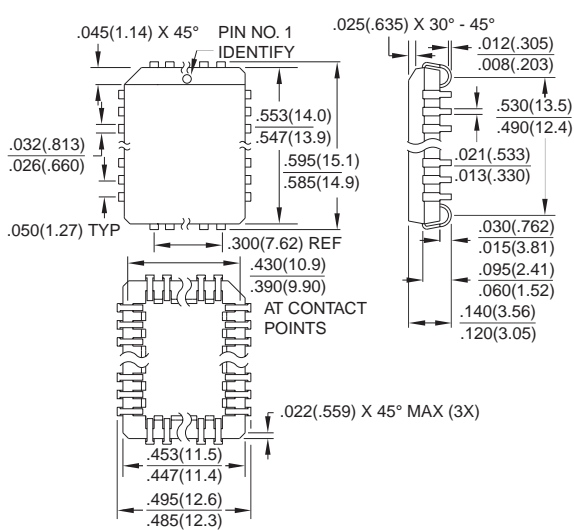 .045(1.14) X 45°
PIN NO. 1
IDENTIFY
.025(.635) X 30° - 45°
.012(.305)
.008(.203)
.553(14.0)
.547(13.9)
.530(13.5)
.490(12.4)
.032(.813)
.026(.660)
.595(15.1)
.585(14.9)
.021(.533)
.013(.330)
.050(1.27) TYP
.300(7.62) REF
.030(.762)
.015(3.81)
.430(10.9)
.390(9.90)
AT CONTACT
POINTS
.095(2.41)
.060(1.52)
.140(3.56)
.120(3.05)
.022(.559) X 45° MAX (3X)
.453(11.5)
.447(11.4)
.495(12.6)
.485(12.3)